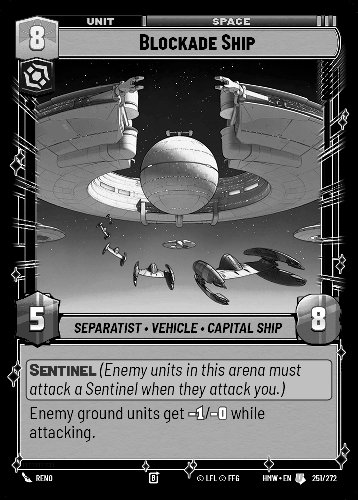 UNIT
SPACE
8
BLOCKADE SHIP
5
SEPARATIST • VEHICLE • CAPITAL SHIP
8
SENTINEL (Enemy units in this arena must
attack a Sentinel when they attack you.)
Enemy ground units get -1/-0 while
attacking.
RENO
© LFL © FFG
HMW • EN
251/272